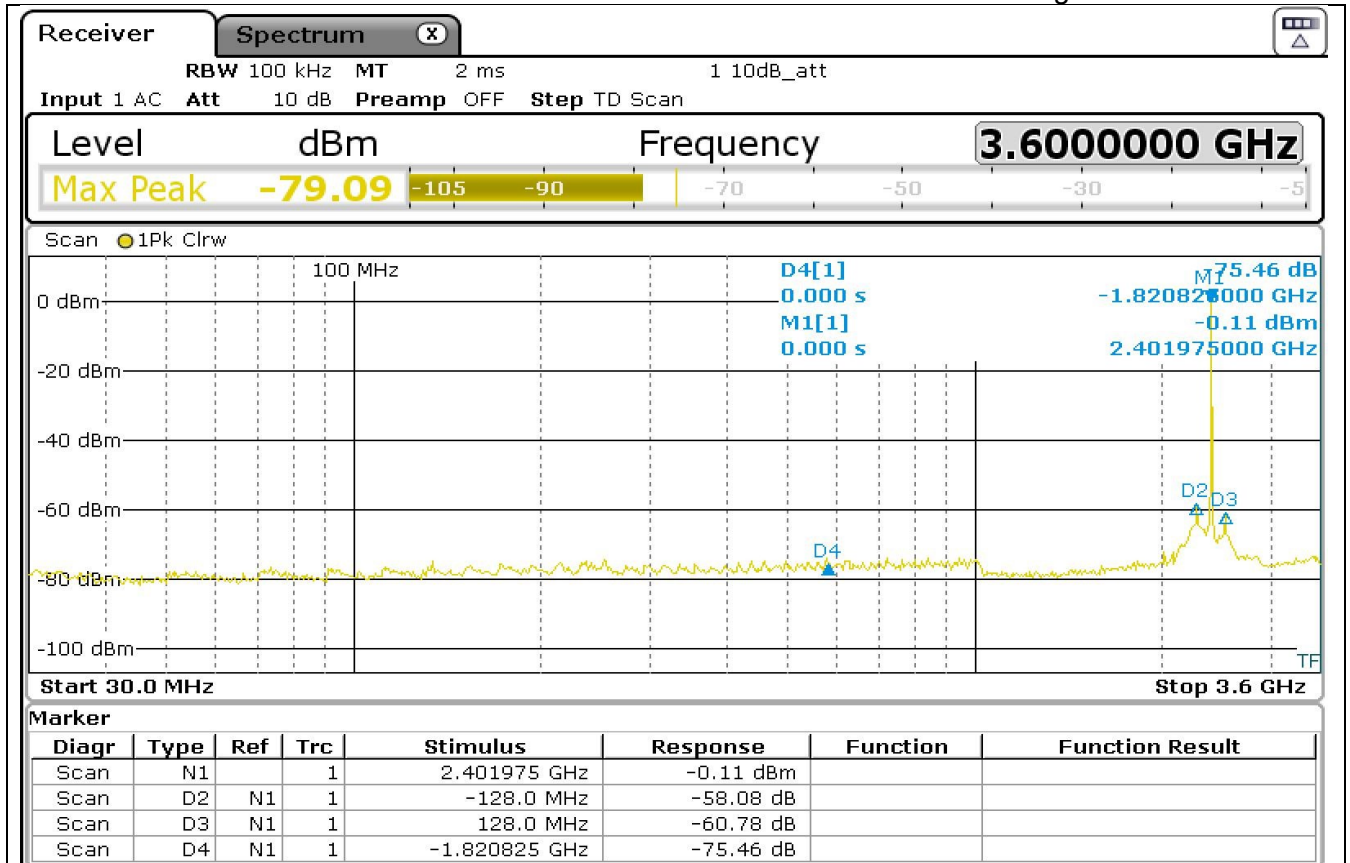 Receiver Spectrum X
RBW 100 kHz MT 2 ms 1 10dB_att
Input 1 AC Att 10 dB Preamp OFF Step TD Scan
Level dBm Frequency 3.6000000 GHz
Max Peak -79.09 -105 -90 -70 -50 -30 -5
Scan 1Pk Clrw
100 MHz D4[1] -75.46 dB
M1
0 dBm 0.000 s -1.820825000 GHz
M1[1] -0.11 dBm
0.000 s 2.401975000 GHz
-20 dBm
-40 dBm
D2 D3
-60 dBm
D4
-80 dBm
-100 dBm
TF
Start 30.0 MHz Stop 3.6 GHz
Marker
Diagr Type Ref Trc Stimulus Response Function Function Result
Scan N1 1 2.401975 GHz -0.11 dBm
Scan D2 N1 1 -128.0 MHz -58.08 dB
Scan D3 N1 1 128.0 MHz -60.78 dB
Scan D4 N1 1 -1.820825 GHz -75.46 dB